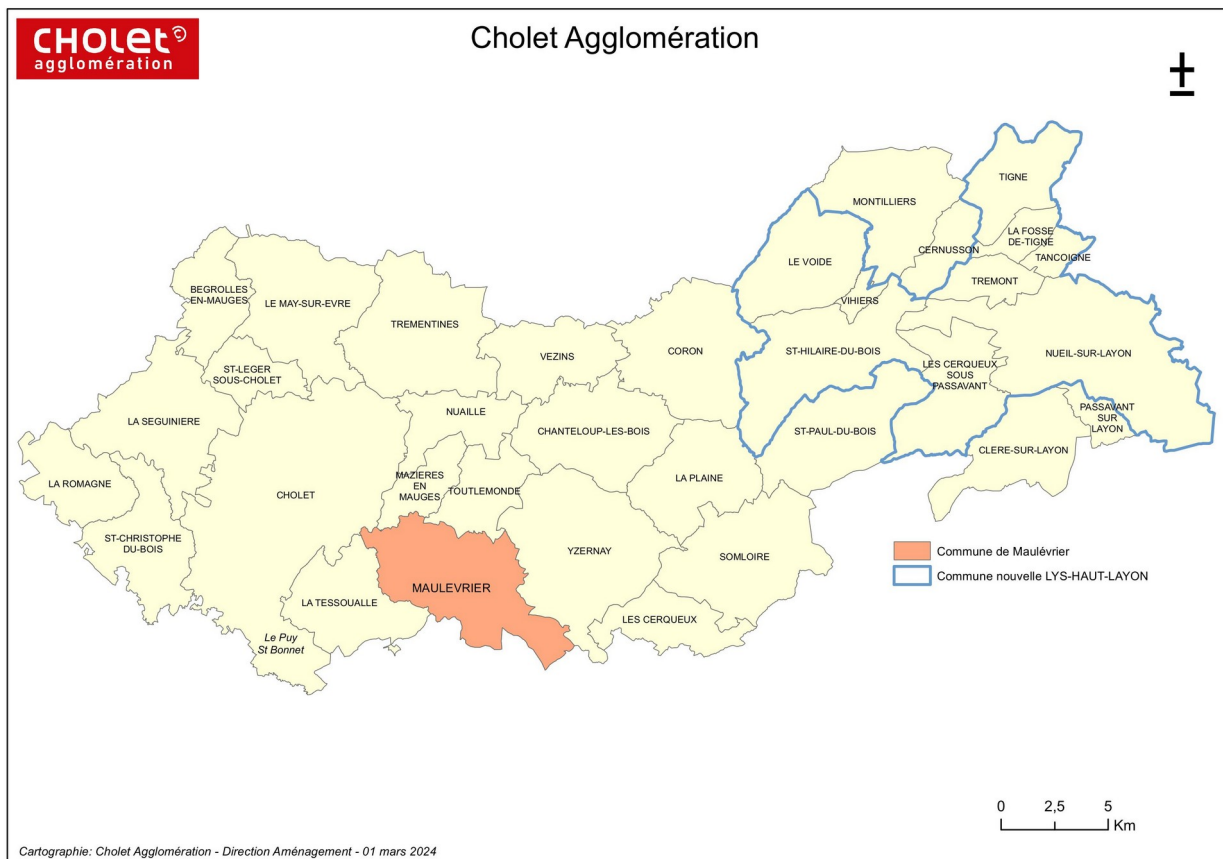 CHOLET©
agglomération
Cholet Agglomération
TIGNE
MONTILLIERS
LA FOSSE
DE-TIGNE
CERNUSSON
TANCOIGNE
LE VOIDE
TREMONT
BEGROLLES
EN-MAUGES
LE MAY-SUR-EVRE
VIHIERS
TREMENTINES
CORON
ST-HILAIRE-DU-BOIS
NUEIL-SUR-LAYON
VEZINS
LES CERQUEUX
SOUS
PASSAVANT
ST-LEGER
SOUS-CHOLET
NUAILLE
PASSAVANT
SUR
LAYON
LA SEGUINIERE
CHANTELOUP-LES-BOIS
ST-PAUL-DU-BOIS
CLERE-SUR-LAYON
MAZIERES
EN
MAUGES
LA ROMAGNE
CHOLET
TOUTLEMONDE
LA PLAINE
ST-CHRISTOPHE
DU-BOIS
YZERNAY
SOMLOIRE
Commune de Maulévrier
Commune nouvelle LYS-HAUT-LAYON
MAULEVRIER
LA TESSOUALLE
LES CERQUEUX
Le Puy
St Bonnet
0 2,5 5
Km
Cartographie: Cholet Agglomération - Direction Aménagement - 01 mars 2024